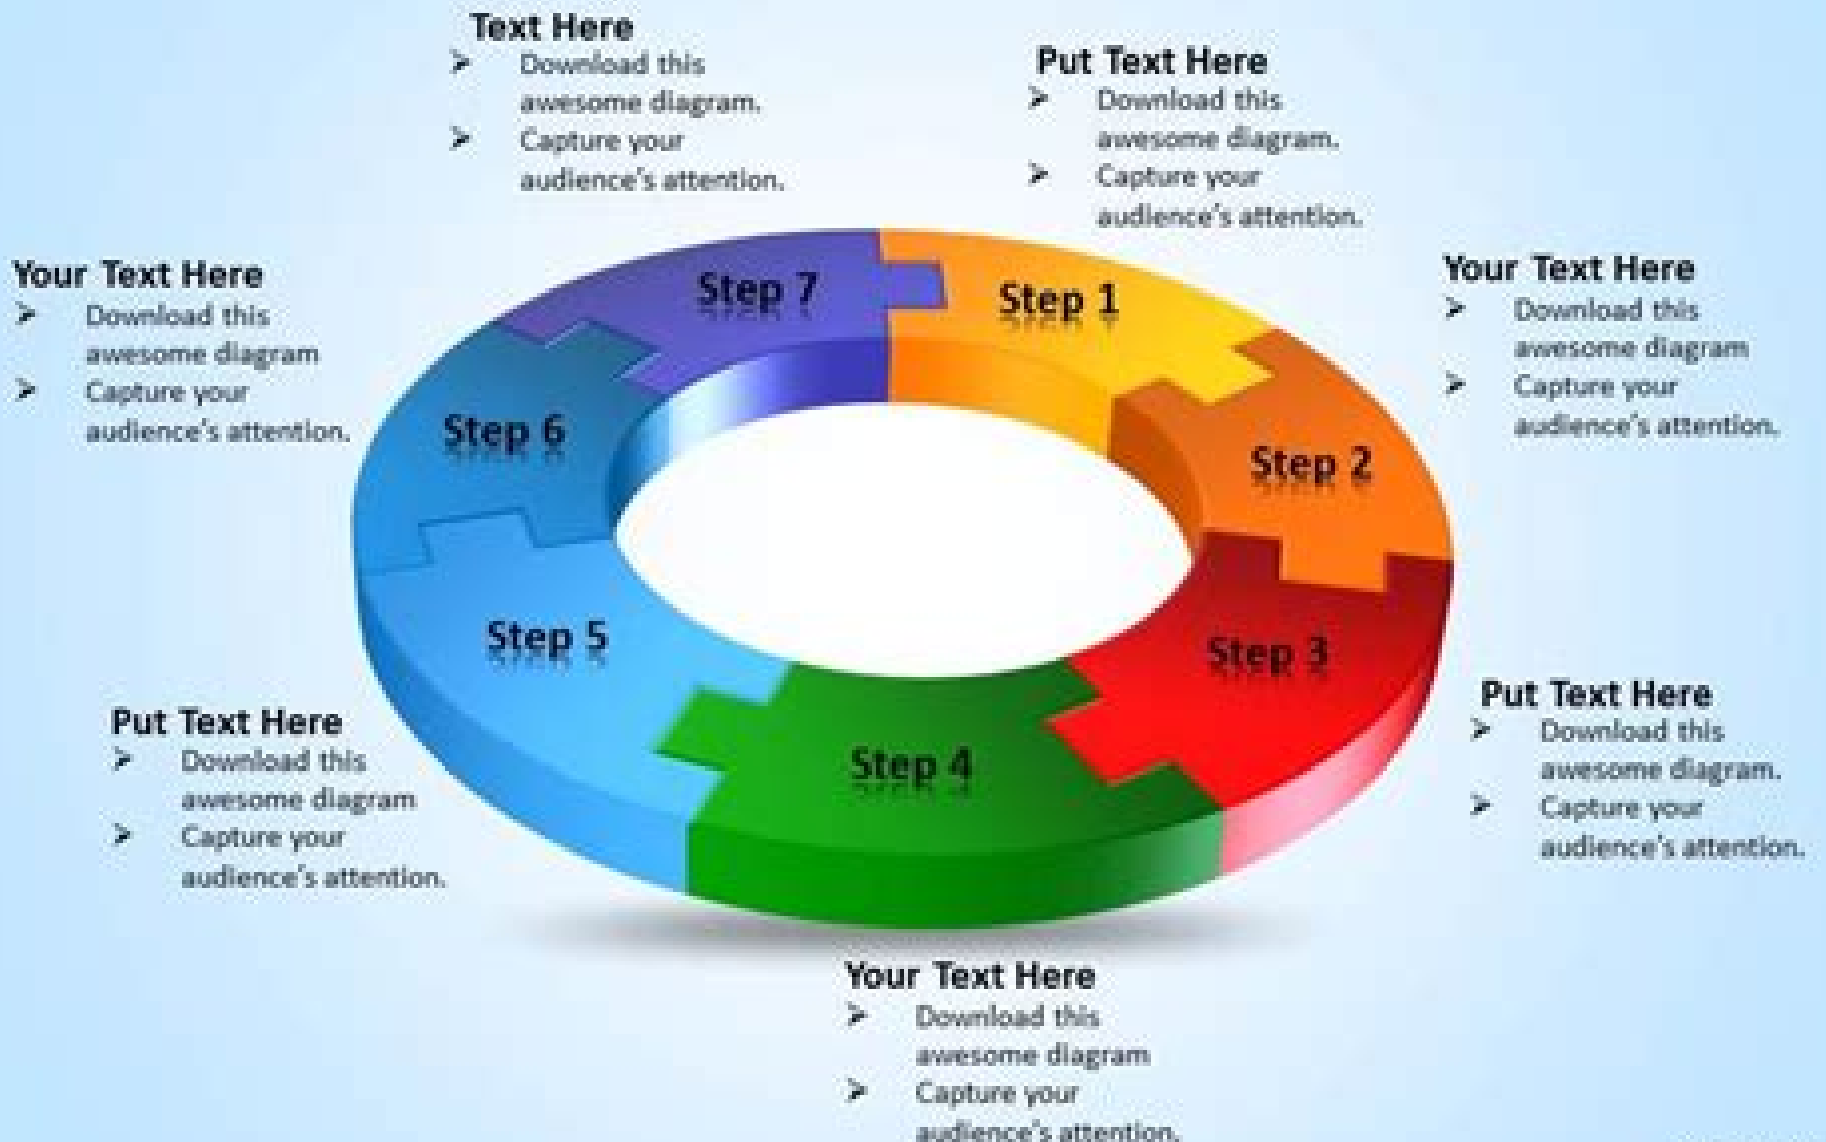 Text Here
➢ Download this
awesome diagram.
➢ Capture your
audience's attention.
Put Text Here
➢ Download this
awesome diagram.
➢ Capture your
audience's attention.
Your Text Here
➢ Download this
awesome diagram
➢ Capture your
audience's attention.
Your Text Here
➢ Download this
awesome diagram
➢ Capture your
audience's attention.
Step 7
Step 1
Step 6
Step 2
Step 5
Step 3
Step 4
Put Text Here
➢ Download this
awesome diagram
➢ Capture your
audience's attention.
Put Text Here
➢ Download this
awesome diagram.
➢ Capture your
audience's attention.
Your Text Here
➢ Download this
awesome diagram
➢ Capture your
audience's attention.